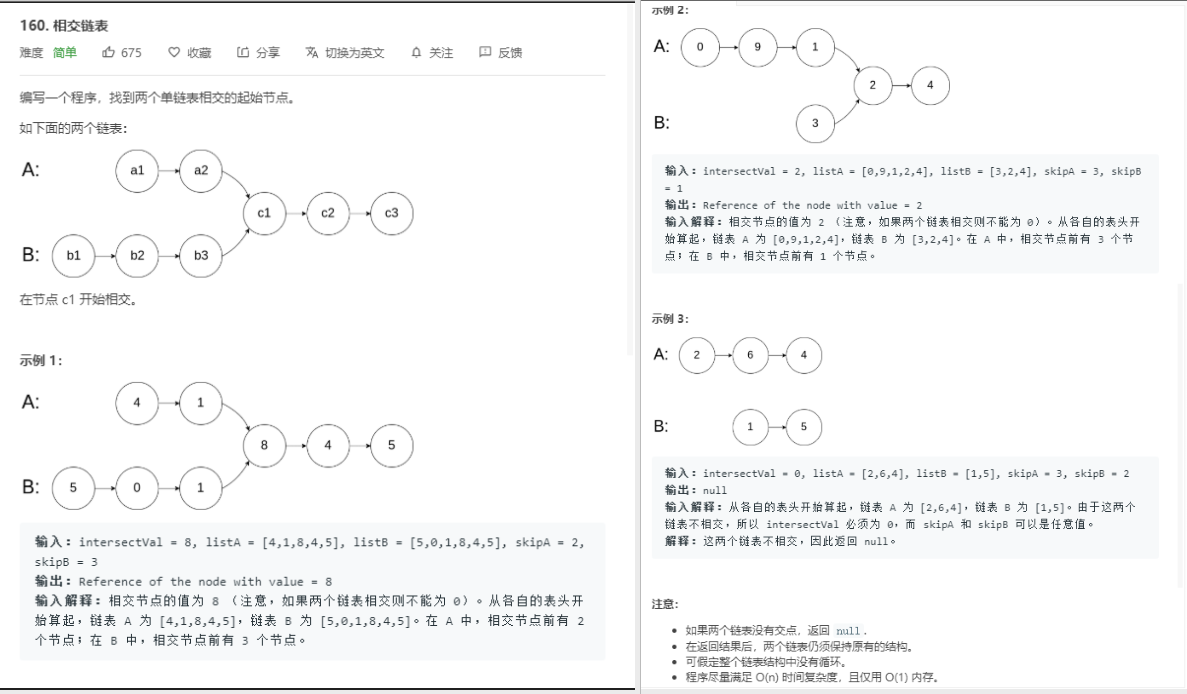 160. 相交链表
难度 简单 675 收藏 分享 切换为英文 关注 反馈
编写一个程序，找到两个单链表相交的起始节点。
如下面的两个链表：
A: a1 a2
c1 c2 c3
B: b1 b2 b3
在节点 c1 开始相交。
示例 1：
A: 4 1
8 4 5
B: 5 0 1
输入：intersectVal = 8, listA = [4,1,8,4,5], listB = [5,0,1,8,4,5], skipA = 2,
skipB = 3
输出：Reference of the node with value = 8
输入解释：相交节点的值为 8 （注意，如果两个链表相交则不能为 0）。从各自的表头开
始算起，链表 A 为 [4,1,8,4,5]，链表 B 为 [5,0,1,8,4,5]。在 A 中，相交节点前有 2
个节点；在 B 中，相交节点前有 3 个节点。
示例 2：
A: 0 9 1
2 4
B: 3
输入：intersectVal = 2, listA = [0,9,1,2,4], listB = [3,2,4], skipA = 3, skipB
= 1
输出：Reference of the node with value = 2
输入解释：相交节点的值为 2 （注意，如果两个链表相交则不能为 0）。从各自的表头开
始算起，链表 A 为 [0,9,1,2,4]，链表 B 为 [3,2,4]。在 A 中，相交节点前有 3 个节
点；在 B 中，相交节点前有 1 个节点。
示例 3：
A: 2 6 4
B: 1 5
输入：intersectVal = 0, listA = [2,6,4], listB = [1,5], skipA = 3, skipB = 2
输出：null
输入解释：从各自的表头开始算起，链表 A 为 [2,6,4]，链表 B 为 [1,5]。由于这两个
链表不相交，所以 intersectVal 必须为 0，而 skipA 和 skipB 可以是任意值。
解释：这两个链表不相交，因此返回 null。
注意：
如果两个链表没有交点，返回 null.
在返回结果后，两个链表仍须保持原有的结构。
可假定整个链表结构中没有循环。
程序尽量满足 O(n) 时间复杂度，且仅用 O(1) 内存。